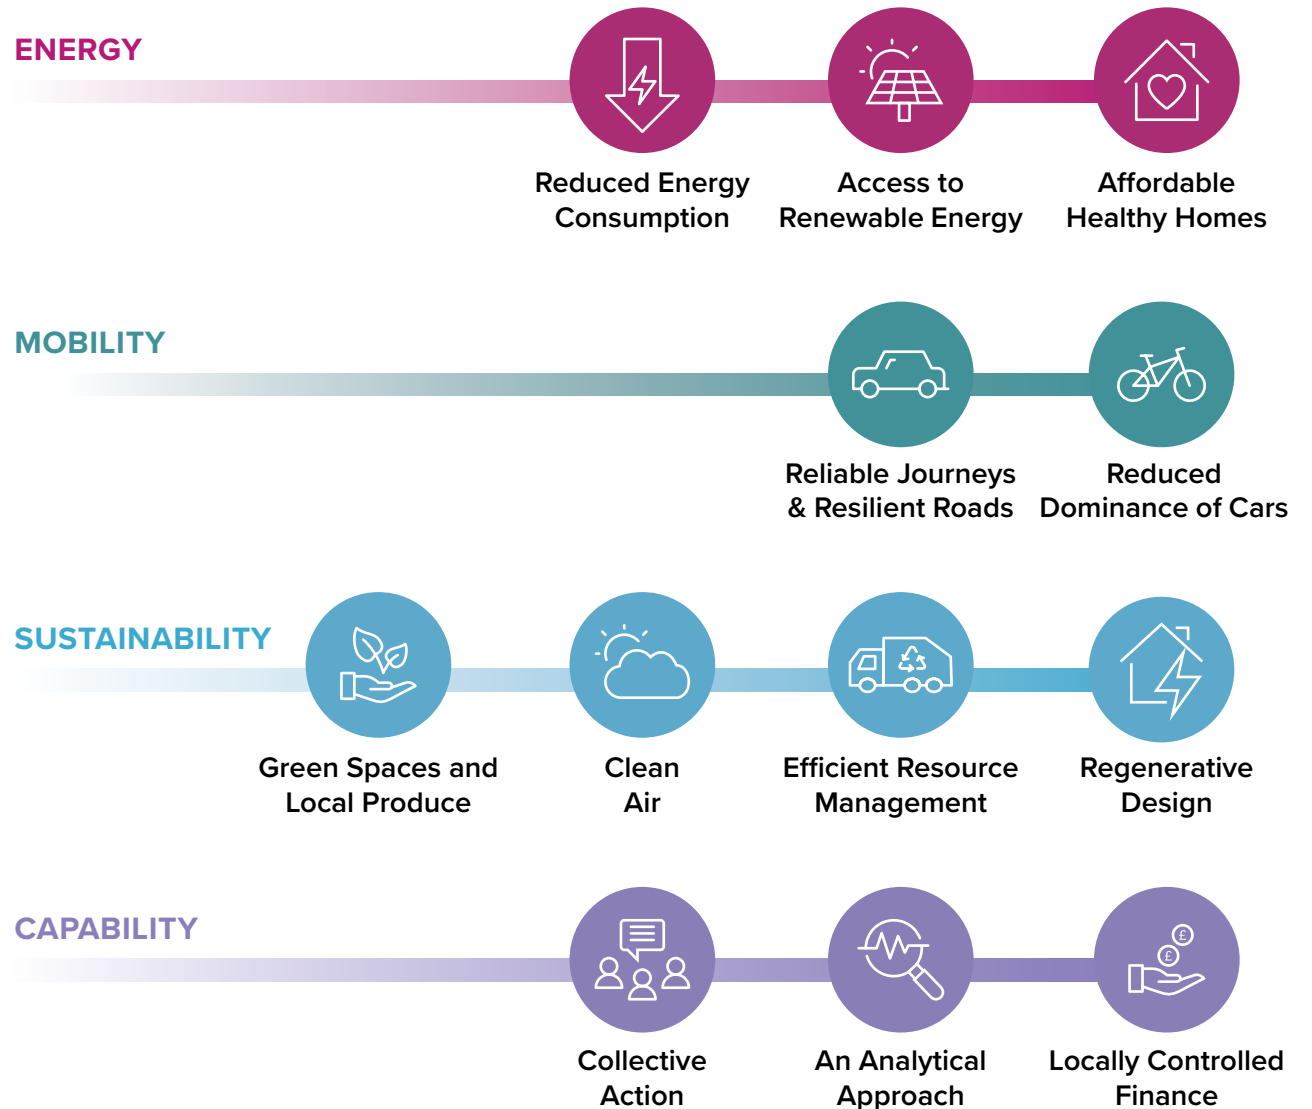 ENERGY
Reduced Energy
Consumption
Access to
Renewable Energy
Affordable
Healthy Homes
MOBILITY
Reliable Journeys
& Resilient Roads
Reduced
Dominance of Cars
SUSTAINABILITY
Green Spaces and
Local Produce
Clean
Air
Efficient Resource
Management
Regenerative
Design
CAPABILITY
£
£
Collective
Action
An Analytical
Approach
Locally Controlled
Finance